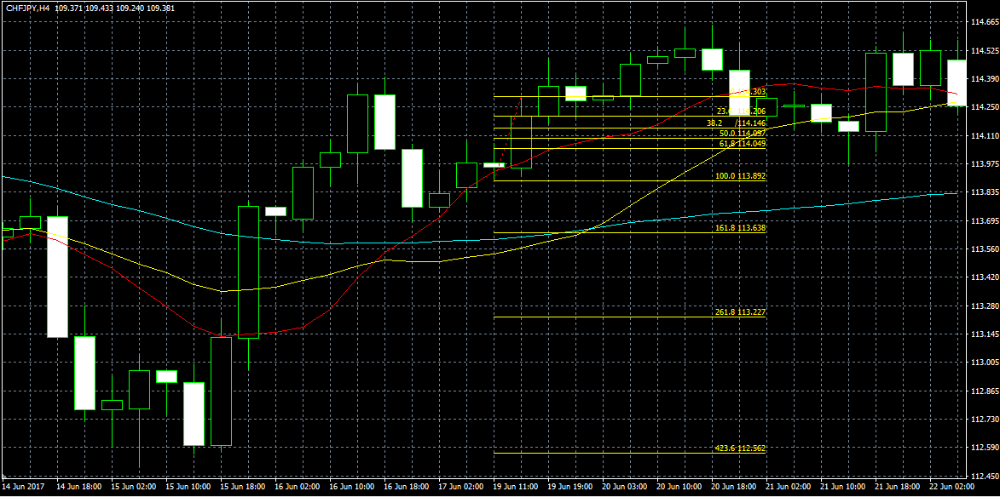 CHFJPY,H4 109.371 109.433 109.240 109.381
114.665
114.525
114.390
114.250
114.110
113.975
113.835
113.695
113.560
113.420
113.280
113.145
113.005
112.865
112.730
112.590
112.450
38.2 114.146
50.0 114.097
61.8 114.049
100.0 113.892
161.8 113.638
261.8 113.227
423.6 112.562
14 Jun 2017
14 Jun 18:00
15 Jun 02:00
15 Jun 10:00
15 Jun 18:00
16 Jun 02:00
16 Jun 10:00
16 Jun 18:00
17 Jun 02:00
19 Jun 11:00
19 Jun 19:00
20 Jun 03:00
20 Jun 10:00
20 Jun 18:00
21 Jun 02:00
21 Jun 10:00
21 Jun 18:00
22 Jun 02:00